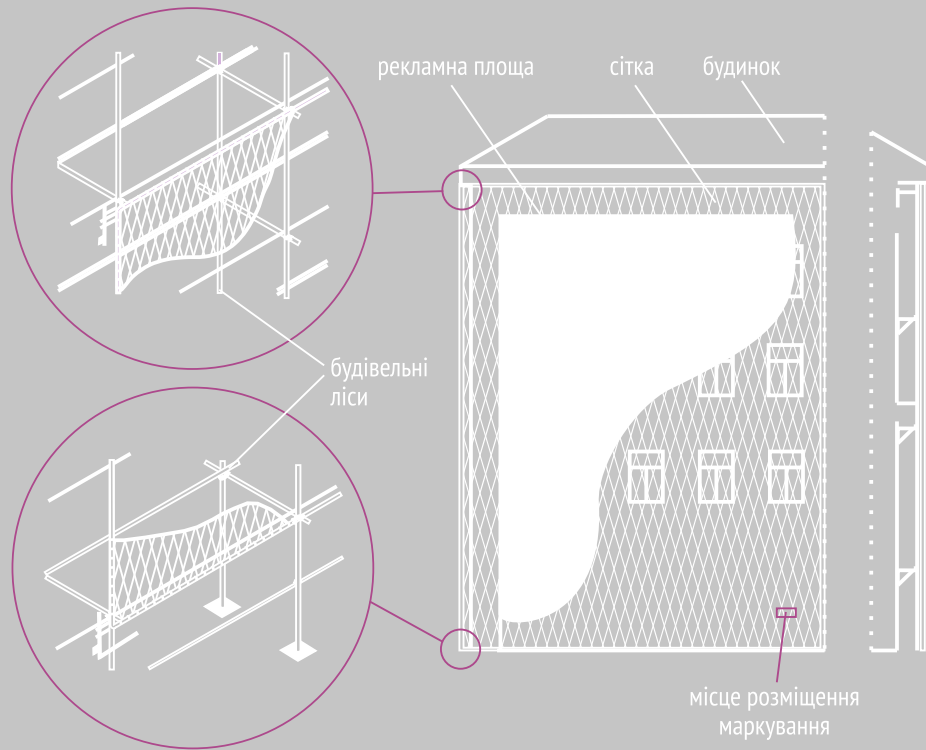 рекламна площа
сітка
будинок
будівельні
ліси
місце розміщення
маркування